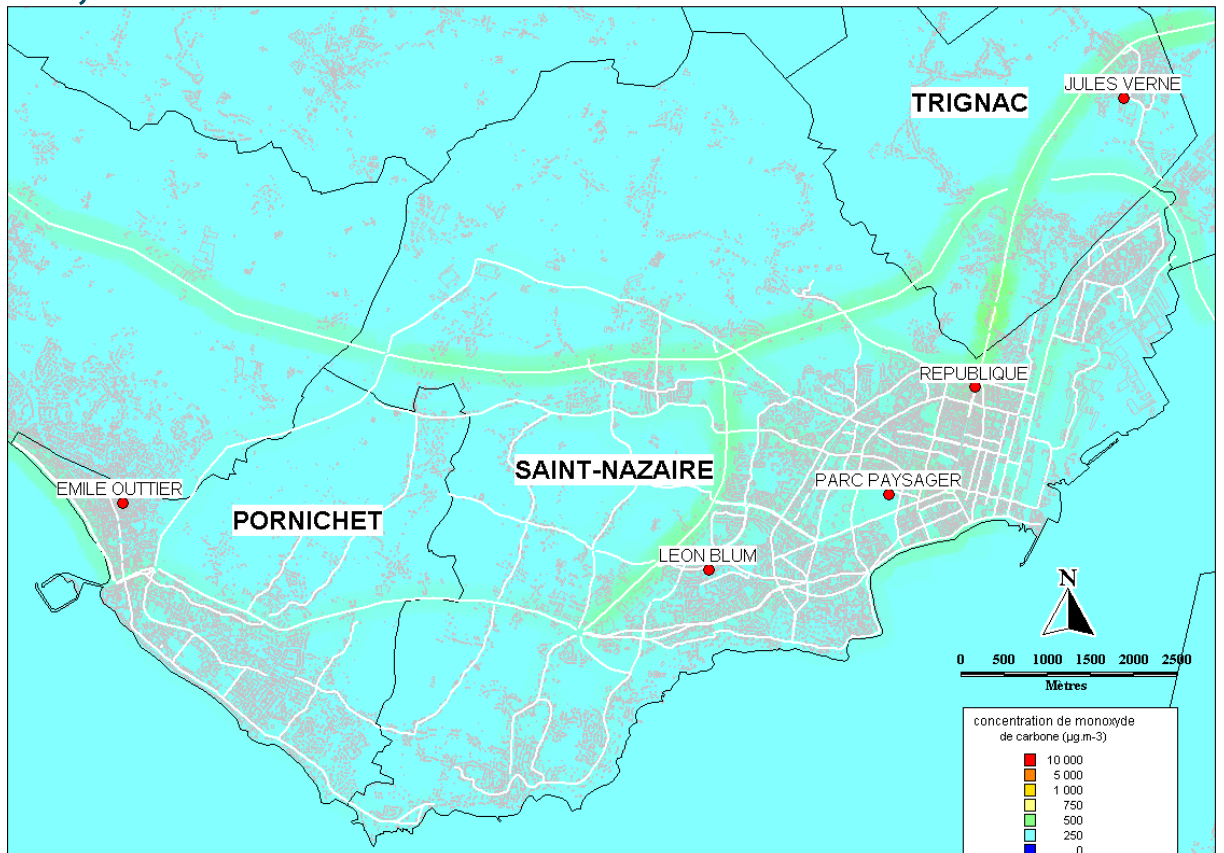 JULES VERNE
TRIGNAC
REPUBLIQUE
SAINT-NAZAIRE
PARC PAYSAGER
EMILE OUTTIER
PORNICHET
LEON BLUM
N
0 500 1000 1500 2000 2500
Mètres
concentration de monoxyde
de carbone (µg.m-3)
10 000
5 000
1 000
750
500
250
0